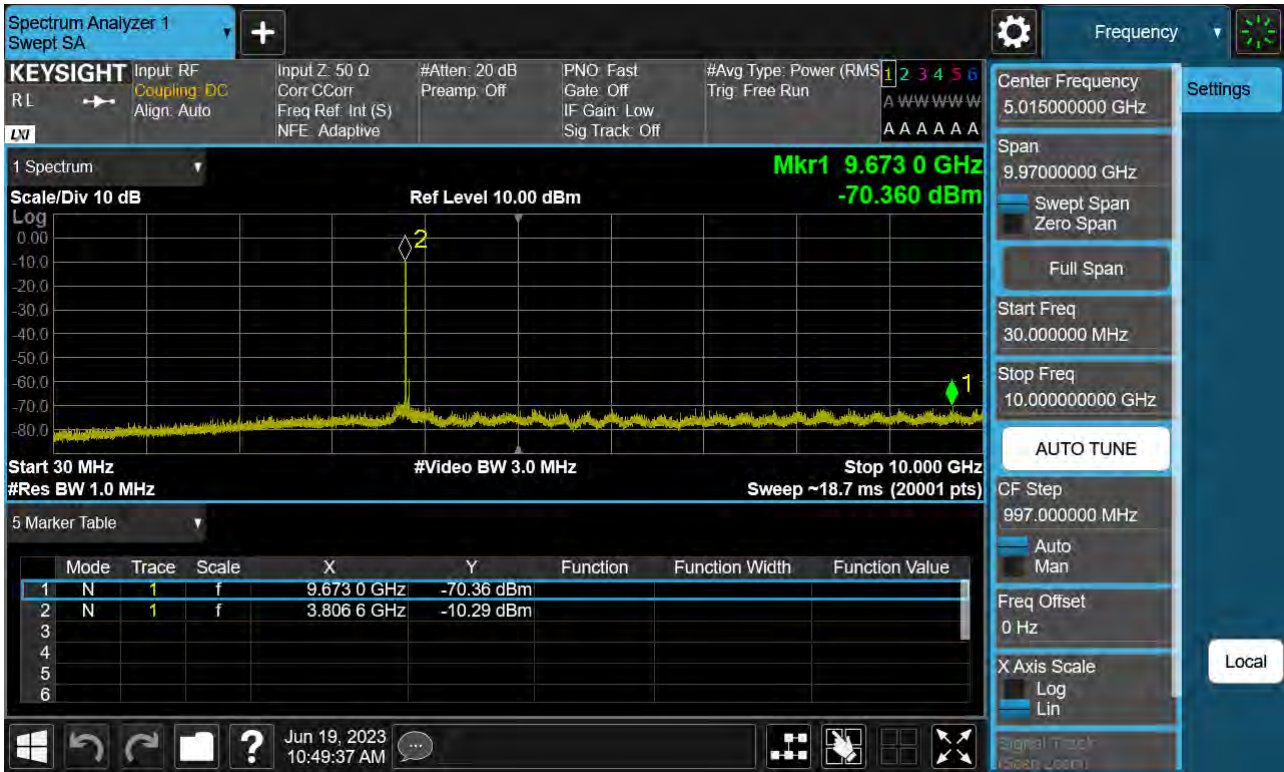 Spectrum Analyzer 1
Swept SA
+
Frequency
KEYSIGHT
RL
LXI
Input: RF
Coupling: DC
Align: Auto
Input Z: 50 Ω
Corr CCorr
Freq Ref: Int (S)
NFE: Adaptive
#Atten: 20 dB
Preamp: Off
PNO: Fast
Gate: Off
IF Gain: Low
Sig Track: Off
#Avg Type: Power (RMS
Trig: Free Run
1 2 3 4 5 6
A W W W W W
A A A A A A
1 Spectrum
Mkr1 9.673 0 GHz
-70.360 dBm
Scale/Div 10 dB
Ref Level 10.00 dBm
Log
0.00
-10.0
-20.0
-30.0
-40.0
-50.0
-60.0
-70.0
-80.0
2
1
Start 30 MHz
#Video BW 3.0 MHz
Stop 10.000 GHz
#Res BW 1.0 MHz
Sweep ~18.7 ms (20001 pts)
5 Marker Table
Mode Trace Scale X Y Function Function Width Function Value
1 N 1 f 9.673 0 GHz -70.36 dBm
2 N 1 f 3.806 6 GHz -10.29 dBm
3
4
5
6
Center Frequency
5.015000000 GHz
Span
9.97000000 GHz
Swept Span
Zero Span
Full Span
Start Freq
30.000000 MHz
Stop Freq
10.000000000 GHz
AUTO TUNE
CF Step
997.000000 MHz
Auto
Man
Freq Offset
0 Hz
X Axis Scale
Log
Lin
Signal Track
(Span Zoom)
Settings
Local
?
Jun 19, 2023
10:49:37 AM